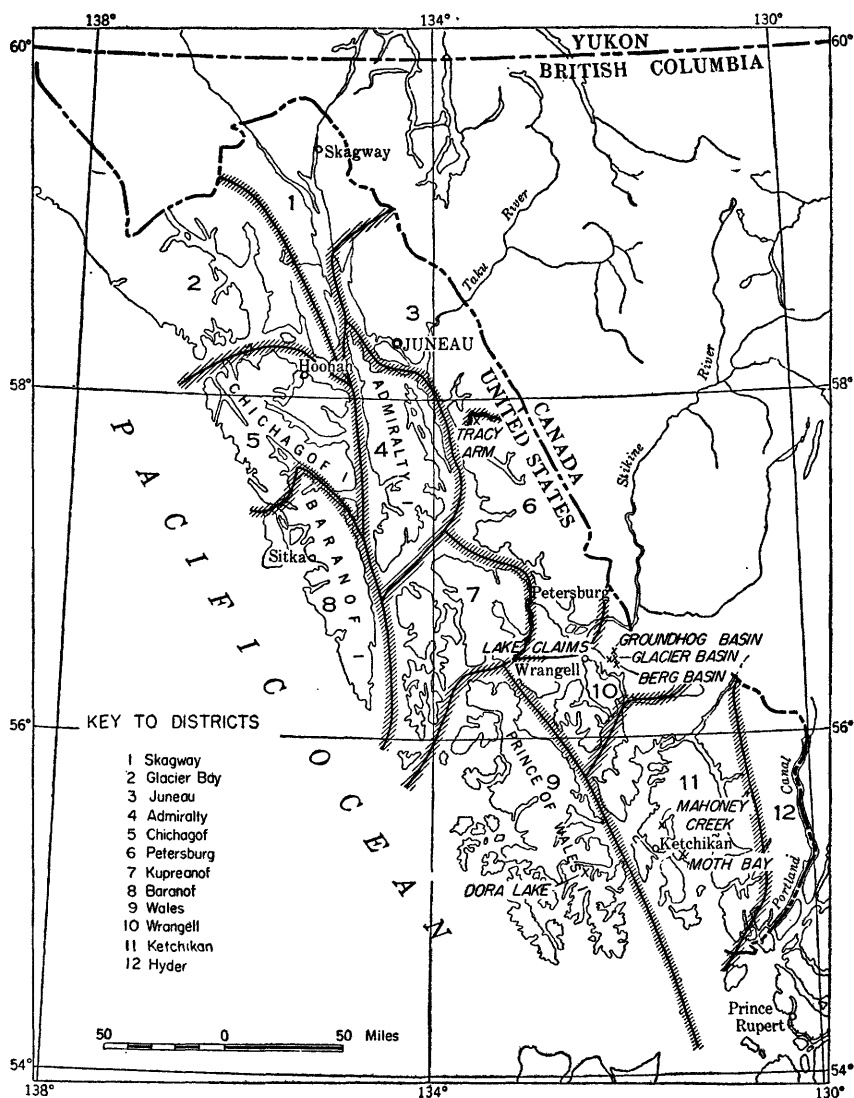 138°
134°
130°
60°
60°
YUKON
BRITISH COLUMBIA
Skagway
1
River
Taku
2
3
JUNEAU
58°
58°
Hoonah
CHICHAGOF I
5
ADMIRALTY I
4
TRACY
ARM
CANADA
UNITED STATES
River
Stikine
6
BARANOF I
Sitka
8
7
Petersburg
LAKE CLAIMS
Wrangell
GROUNDHOG BASIN
GLACIER BASIN
BERG BASIN
10
PACIFIC OCEAN
56°
56°
9
PRINCE OF WALES I
11
MAHONEY
CREEK
Ketchikan
MOTH BAY
12
Portland Canal
DORA LAKE
Prince
Rupert
KEY TO DISTRICTS
1 Skagway
2 Glacier Bay
3 Juneau
4 Admiralty
5 Chichagof
6 Petersburg
7 Kupreanof
8 Baranof
9 Wales
10 Wrangell
11 Ketchikan
12 Hyder
50 0 50 Miles
54°
54°
138°
134°
130°